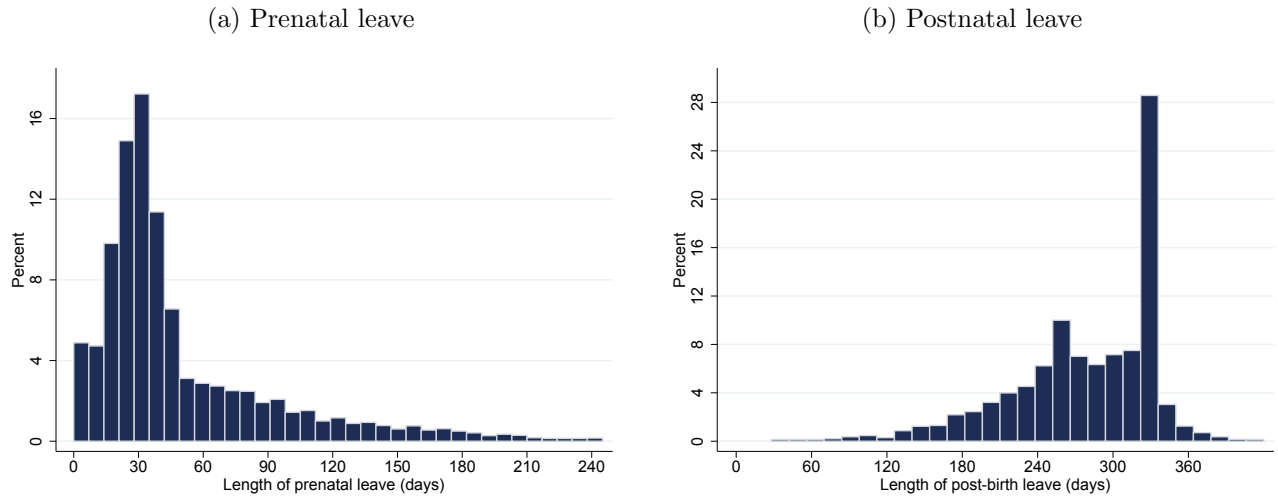 (a) Prenatal leave
16
12
8
4
0
Percent
0 30 60 90 120 150 180 210 240
Length of prenatal leave (days)
(b) Postnatal leave
28
24
20
16
12
8
4
0
Percent
0 60 120 180 240 300 360
Length of post-birth leave (days)